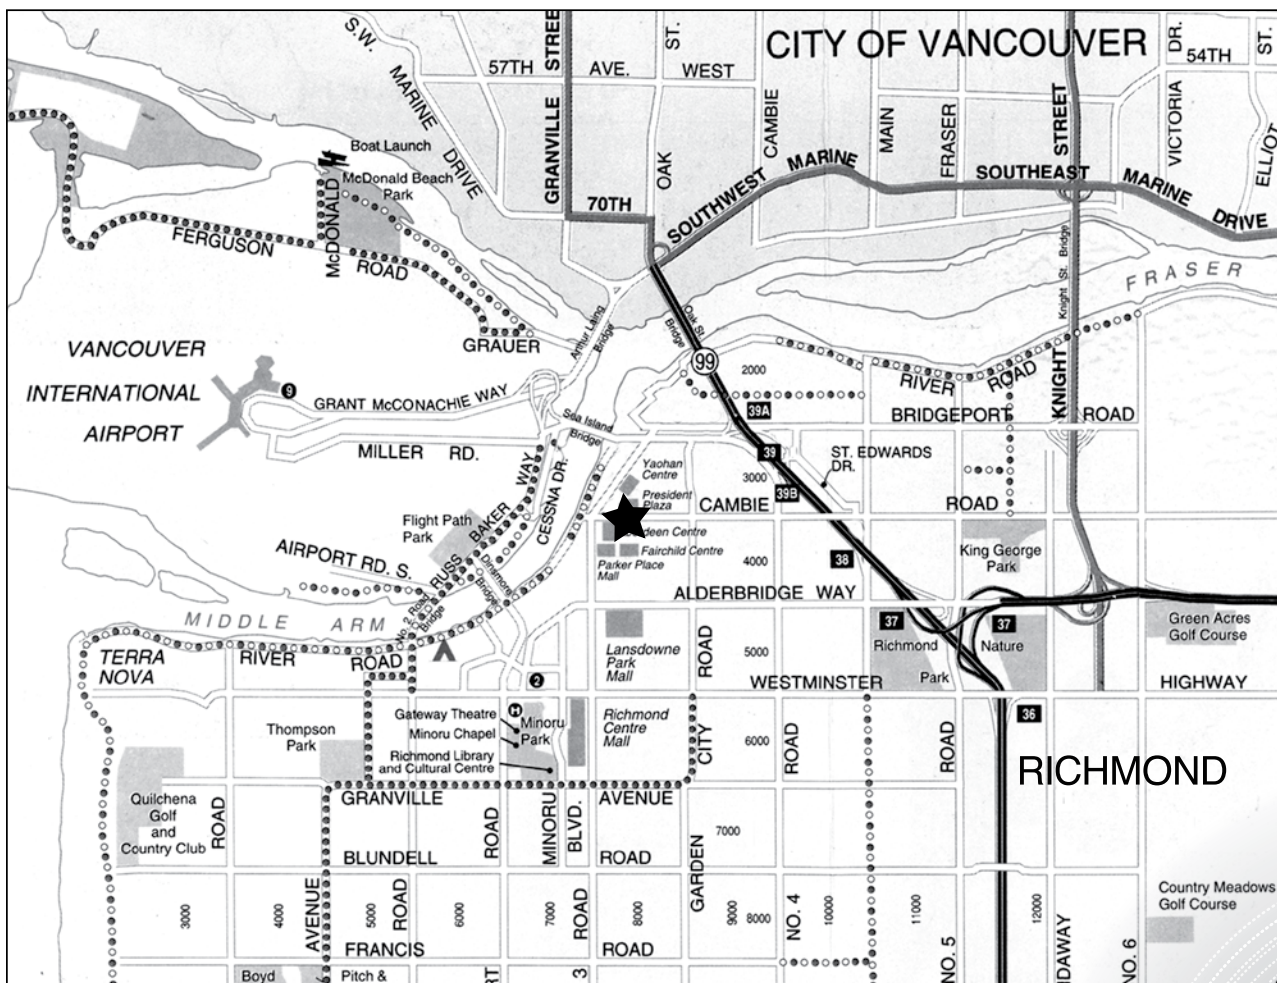 CITY OF VANCOUVER
S.W. MARINE DRIVE
57TH AVE. WEST
GRANVILLE STREE
OAK ST.
CAMBIE
MAIN
FRASER
KNIGHT STREET
VICTORIA DR.
54TH
ELLIOT ST.
SOUTHWEST MARINE
SOUTHEAST MARINE DRIVE
70TH
Boat Launch
McDonald Beach
Park
McDONALD
FERGUSON ROAD
GRAUER
Arthur Laing
Bridge
Oak St.
Bridge
Knight St. Bridge
FRASER
99
VANCOUVER
INTERNATIONAL
AIRPORT
9
GRANT McCONACHIE WAY
MILLER RD.
Sea Island
Bridge
2000
39A
RIVER ROAD
BRIDGEPORT ROAD
KNIGHT
39
ST. EDWARDS
DR.
3000
39B
Yaohan
Centre
President
Plaza
CAMBIE ROAD
RUSS BAKER WAY
CESSNA DR.
Flight Path
Park
AIRPORT RD. S.
deen Centre
Fairchild Centre
Parker Place
Mall
4000
38
King George
Park
ALDERBRIDGE WAY
Dinsmore
Bridge
No. 2 Road
Bridge
MIDDLE ARM
RIVER ROAD
TERRA
NOVA
Lansdowne
Park
Mall
ROAD
5000
37
37
Richmond Nature
Park
Green Acres
Golf Course
WESTMINSTER HIGHWAY
2
36
Thompson
Park
Gateway Theatre
Minoru Chapel
Richmond Library
and Cultural Centre
H
Minoru
Park
Richmond
Centre
Mall
CITY
6000
ROAD
ROAD
RICHMOND
Quilchena
Golf
and
Country Club
ROAD
GRANVILLE AVENUE
ROAD
MINORU
BLVD.
7000
BLUNDELL ROAD
GARDEN
Country Meadows
Golf Course
3000
4000
AVENUE
5000
ROAD
6000
7000
ROAD
8000
9000
8000
NO. 4
10000
11000
NO. 5
12000
IDAWAY
NO. 6
FRANCIS ROAD
Boyd
Pitch &
RT
3